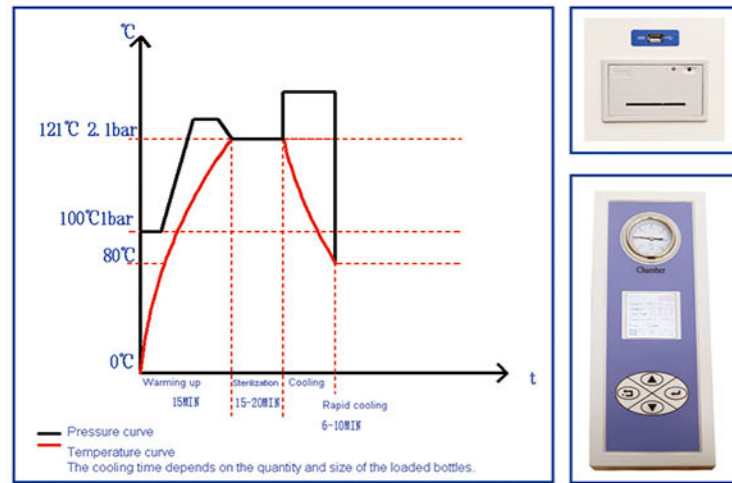 ℃
121℃ 2.1bar
100℃1bar
80℃
0℃
t
Warming up
Sterilization
Cooling
15MIN
15-20MIN
Rapid cooling
6-10MIN
Pressure curve
Temperature curve
The cooling time depends on the quantity and size of the loaded bottles.
Chamber